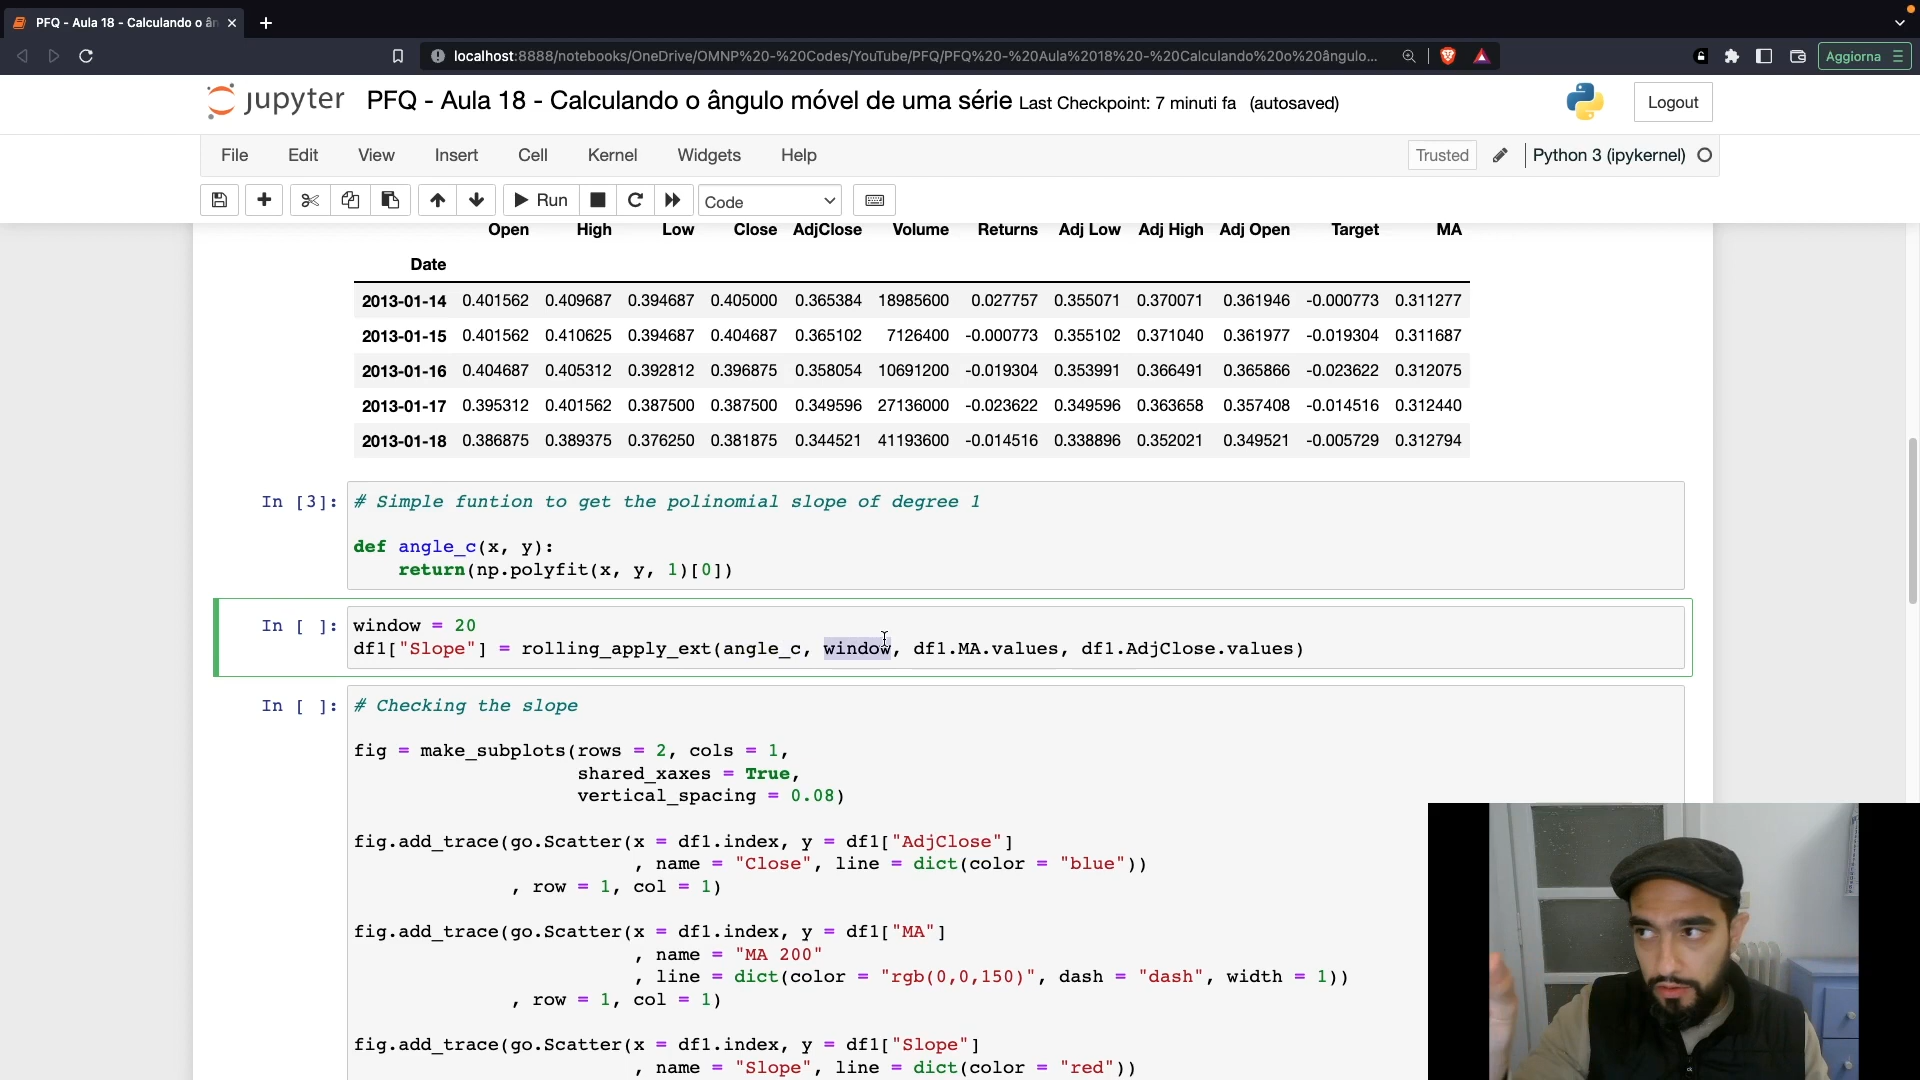 PFQ - Aula 18 - Calculando o ân
localhost:8888/notebooks/OneDrive/OMNP%20-%20Codes/YouTube/PFQ/PFQ%20-%20Aula%2018%20-%20Calculando%20o%20ângulo...
Aggiorna
jupyter PFQ - Aula 18 - Calculando o ângulo móvel de uma série Last Checkpoint: 7 minuti fa (autosaved)
Logout
File Edit View Insert Cell Kernel Widgets Help
Trusted Python 3 (ipykernel)
Run Code
Open High Low Close AdjClose Volume Returns Adj Low Adj High Adj Open Target MA
Date
2013-01-14 0.401562 0.409687 0.394687 0.405000 0.365384 18985600 0.027757 0.355071 0.370071 0.361946 -0.000773 0.311277
2013-01-15 0.401562 0.410625 0.394687 0.404687 0.365102 7126400 -0.000773 0.355102 0.371040 0.361977 -0.019304 0.311687
2013-01-16 0.404687 0.405312 0.392812 0.396875 0.358054 10691200 -0.019304 0.353991 0.366491 0.365866 -0.023622 0.312075
2013-01-17 0.395312 0.401562 0.387500 0.387500 0.349596 27136000 -0.023622 0.349596 0.363658 0.357408 -0.014516 0.312440
2013-01-18 0.386875 0.389375 0.376250 0.381875 0.344521 41193600 -0.014516 0.338896 0.352021 0.349521 -0.005729 0.312794
In [3]: # Simple funtion to get the polinomial slope of degree 1
def angle_c(x, y):
return(np.polyfit(x, y, 1)[0])
In [ ]: window = 20
df1["Slope"] = rolling_apply_ext(angle_c, window, df1.MA.values, df1.AdjClose.values)
In [ ]: # Checking the slope
fig = make_subplots(rows = 2, cols = 1,
shared_xaxes = True,
vertical_spacing = 0.08)
fig.add_trace(go.Scatter(x = df1.index, y = df1["AdjClose"]
, name = "Close", line = dict(color = "blue"))
, row = 1, col = 1)
fig.add_trace(go.Scatter(x = df1.index, y = df1["MA"]
, name = "MA 200"
, line = dict(color = "rgb(0,0,150)", dash = "dash", width = 1))
, row = 1, col = 1)
fig.add_trace(go.Scatter(x = df1.index, y = df1["Slope"]
, name = "Slope", line = dict(color = "red"))